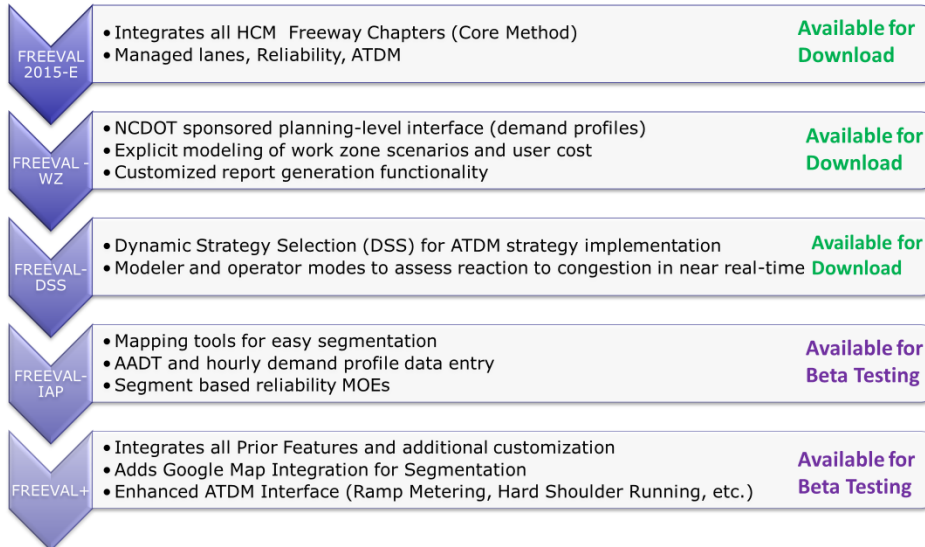 FREEVAL
2015-E
• Integrates all HCM Freeway Chapters (Core Method)
• Managed lanes, Reliability, ATDM
Available for
Download
FREEVAL -
WZ
• NCDOT sponsored planning-level interface (demand profiles)
• Explicit modeling of work zone scenarios and user cost
• Customized report generation functionality
Available for
Download
FREEVAL-
DSS
• Dynamic Strategy Selection (DSS) for ATDM strategy implementation
• Modeler and operator modes to assess reaction to congestion in near real-time
Available for
Download
FREEVAL-
IAP
• Mapping tools for easy segmentation
• AADT and hourly demand profile data entry
• Segment based reliability MOEs
Available for
Beta Testing
FREEVAL+
• Integrates all Prior Features and additional customization
• Adds Google Map Integration for Segmentation
• Enhanced ATDM Interface (Ramp Metering, Hard Shoulder Running, etc.)
Available for
Beta Testing